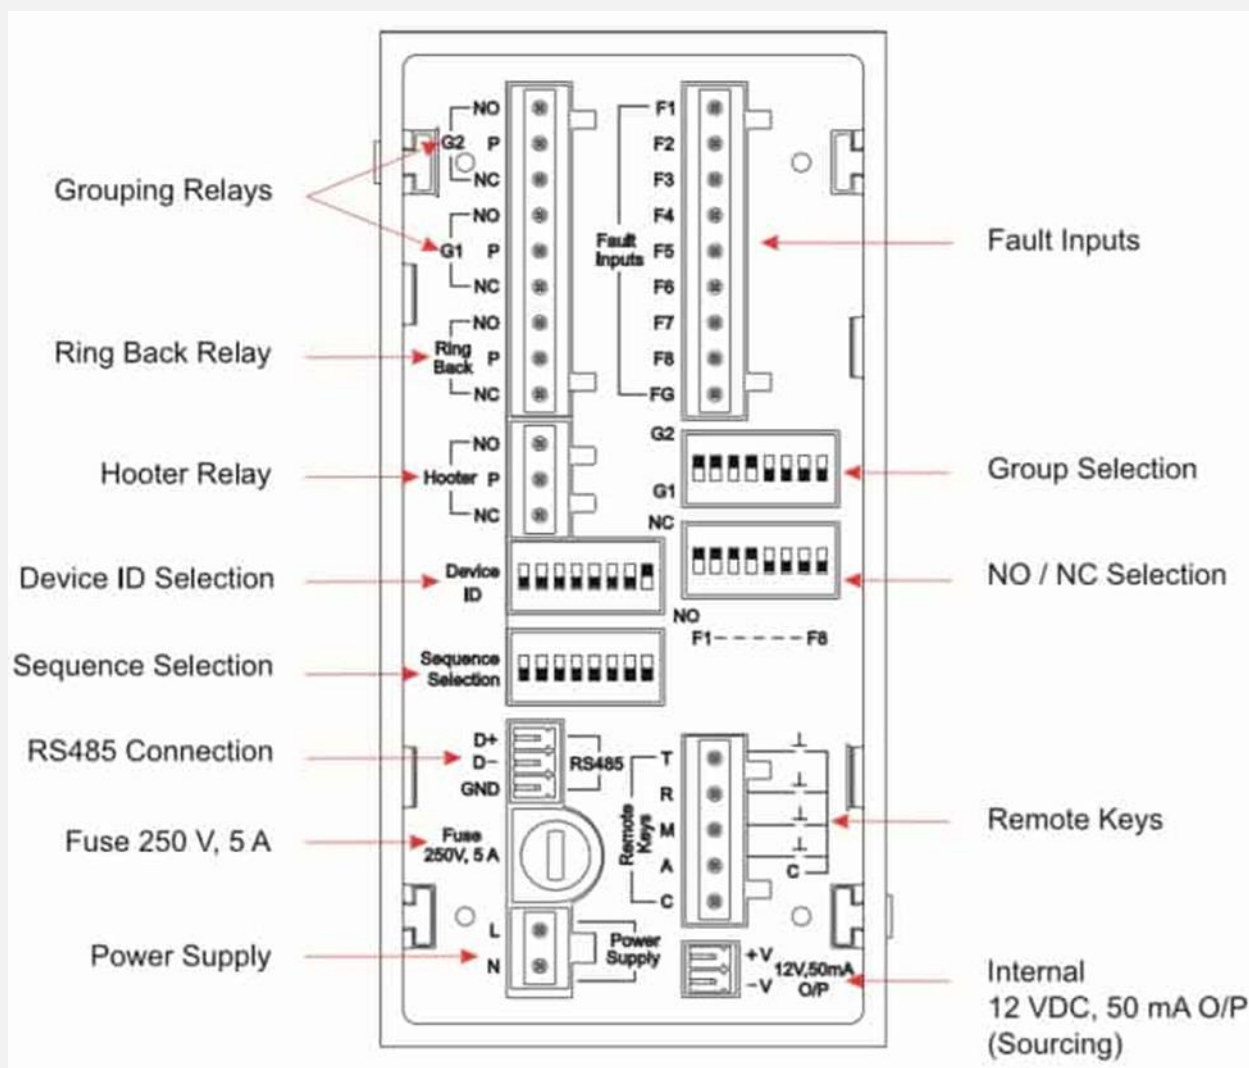 Grouping Relays
Ring Back Relay
Hooter Relay
Device ID Selection
Sequence Selection
RS485 Connection
Fuse 250 V, 5 A
Power Supply
NO
G2 P
NC
NO
G1 P
NC
NO
Ring
Back P
NC
NO
Hooter P
NC
Device
ID
Sequence
Selection
D+
D−
GND
RS485
Fuse
250V, 5 A
L
N
Power
Supply
F1
F2
F3
F4
Fault
Inputs
F5
F6
F7
F8
FG
G2
G1
NC
NO
F1------F8
Remote
Keys
T
R
M
A
C
C
+V
−V
12V,50mA
O/P
Fault Inputs
Group Selection
NO / NC Selection
Remote Keys
Internal
12 VDC, 50 mA O/P
(Sourcing)